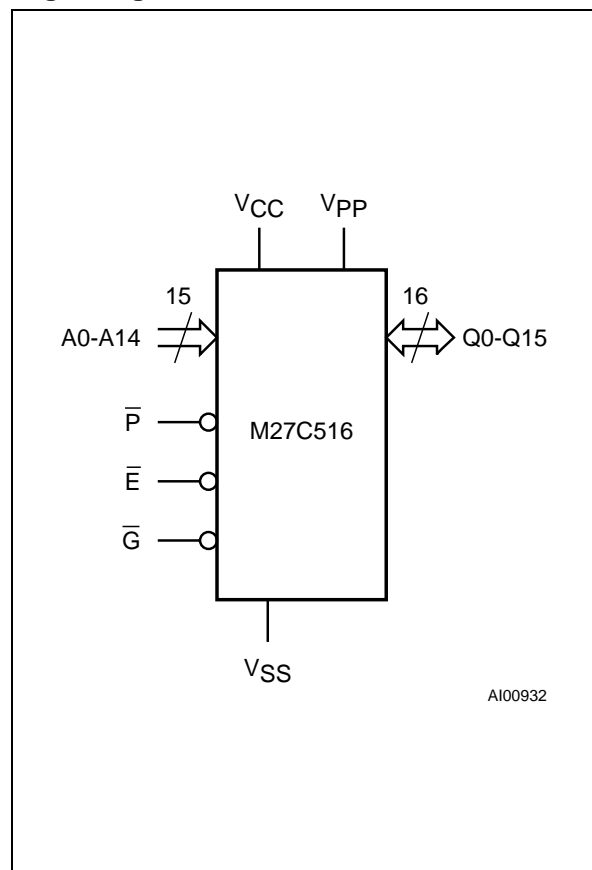 VCC VPP
15 16
A0-A14 Q0-Q15
P̅
M27C516
E̅
G̅
VSS
AI00932